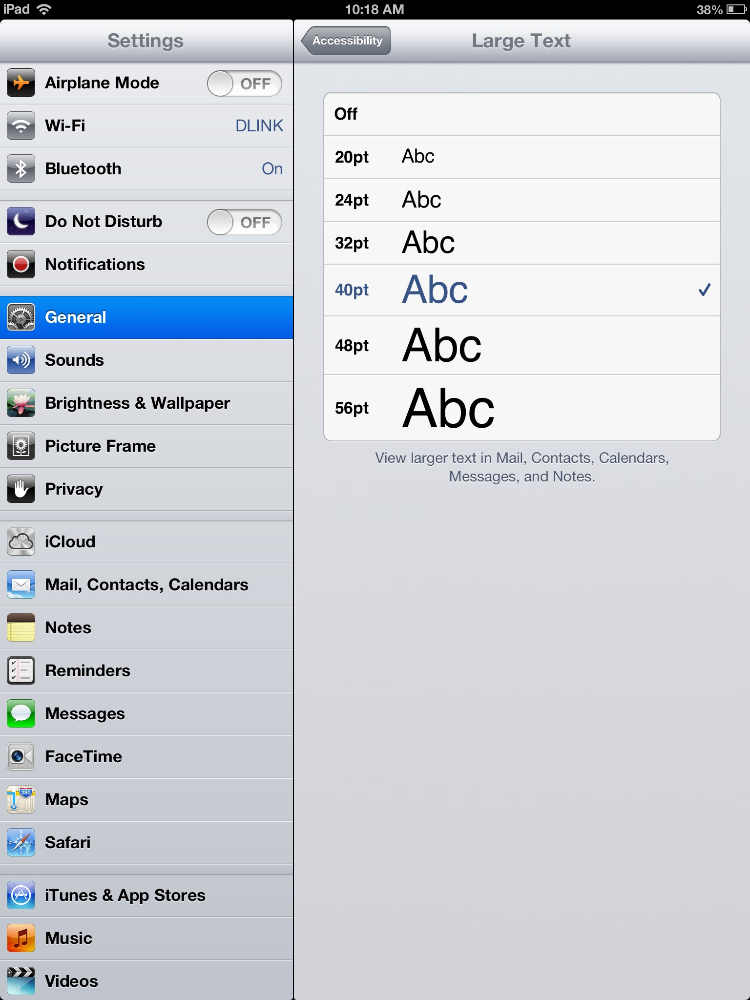 iPad 10:18 AM 38%
Settings
Airplane Mode OFF
Wi-Fi DLINK
Bluetooth On
Do Not Disturb OFF
Notifications
General
Sounds
Brightness & Wallpaper
Picture Frame
Privacy
iCloud
Mail, Contacts, Calendars
Notes
Reminders
Messages
FaceTime
280
Maps
Safari
iTunes & App Stores
Music
Videos
Accessibility Large Text
Off
20pt Abc
24pt Abc
32pt Abc
40pt Abc ✓
48pt Abc
56pt Abc
View larger text in Mail, Contacts, Calendars,
Messages, and Notes.